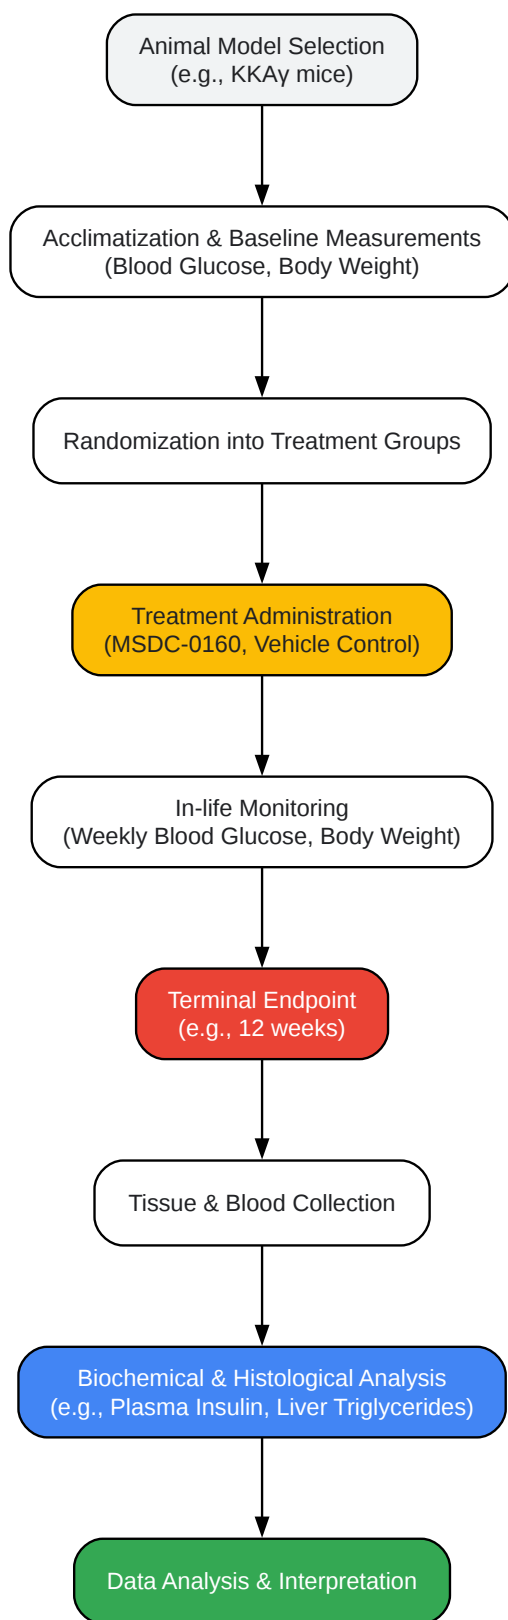 Animal Model Selection
(e.g., KKAγ mice)
Acclimatization & Baseline Measurements
(Blood Glucose, Body Weight)
Randomization into Treatment Groups
Treatment Administration
(MSDC-0160, Vehicle Control)
In-life Monitoring
(Weekly Blood Glucose, Body Weight)
Terminal Endpoint
(e.g., 12 weeks)
Tissue & Blood Collection
Biochemical & Histological Analysis
(e.g., Plasma Insulin, Liver Triglycerides)
Data Analysis & Interpretation